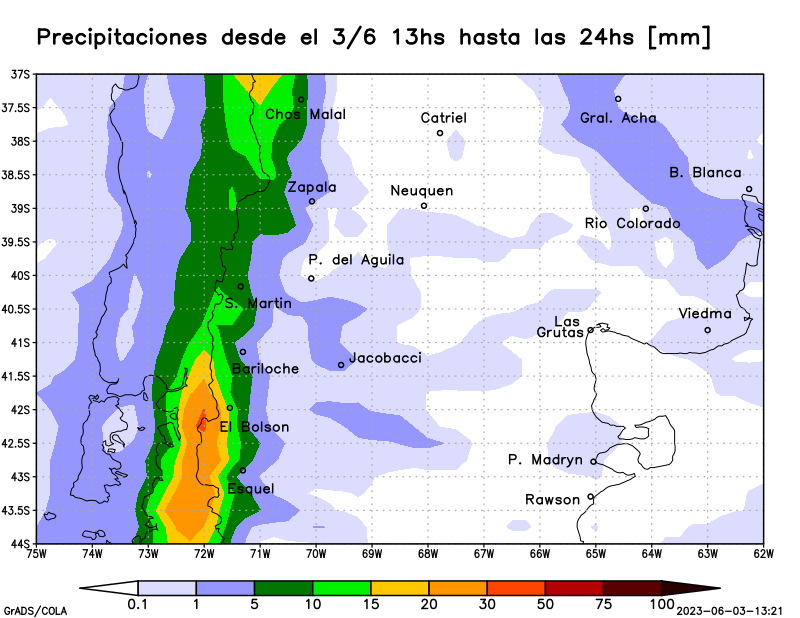 Precipitaciones desde el 3/6 13hs hasta las 24hs [mm]
37S
37.5S
38S
38.5S
39S
39.5S
40S
40.5S
41S
41.5S
42S
42.5S
43S
43.5S
44S
Chos Malal
Catriel
Gral. Acha
B. Blanca
Zapala
Neuquen
Rio Colorado
P. del Aguila
S. Martin
Viedma
Las
Grutas
Bariloche
Jacobacci
El Bolson
P. Madryn
Esquel
Rawson
75W 74W 73W 72W 71W 70W 69W 68W 67W 66W 65W 64W 63W 62W
0.1 1 5 10 15 20 30 50 75 100
GrADS/COLA
2023-06-03-13:21